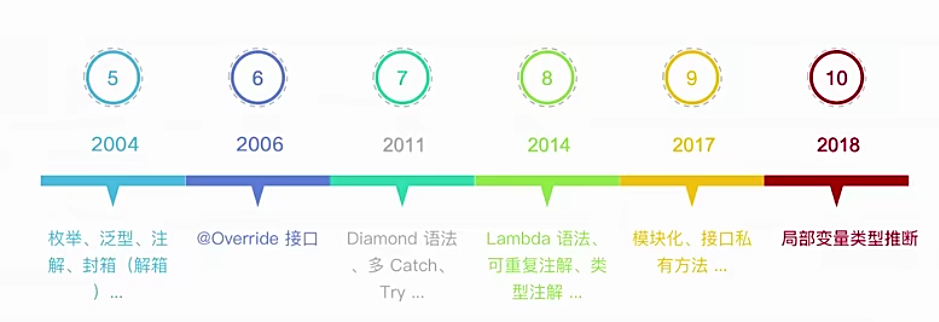 5
6
7
8
9
10
2004
2006
2011
2014
2017
2018
枚举、泛型、注
解、封箱（解箱
）...
@Override 接口
Diamond 语法
、多 Catch、
Try ...
Lambda 语法、
可重复注解、类
型注解 ...
模块化、接口私
有方法 ...
局部变量类型推断